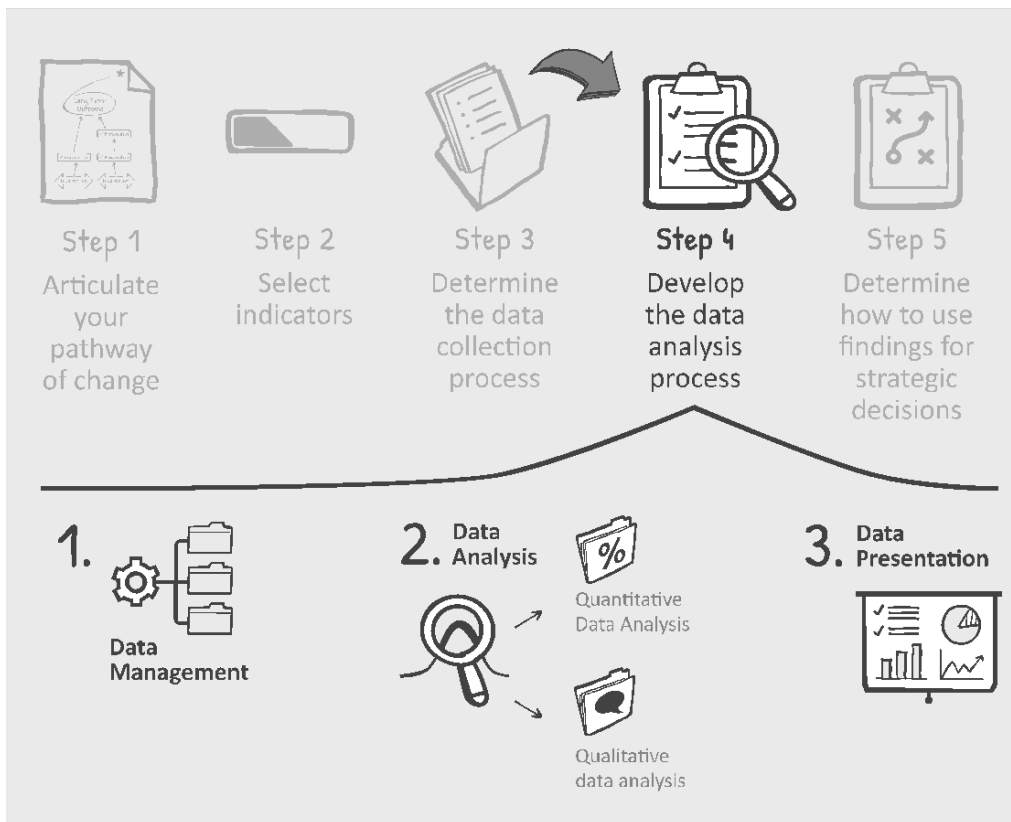 Step 1
Articulate
your
pathway
of change
Step 2
Select
indicators
Step 3
Determine
the data
collection
process
Step 4
Develop
the data
analysis
process
Step 5
Determine
how to use
findings for
strategic
decisions
1.
Data
Management
2. Data
Analysis
%
Quantitative
Data Analysis
Qualitative
data analysis
3. Data
Presentation